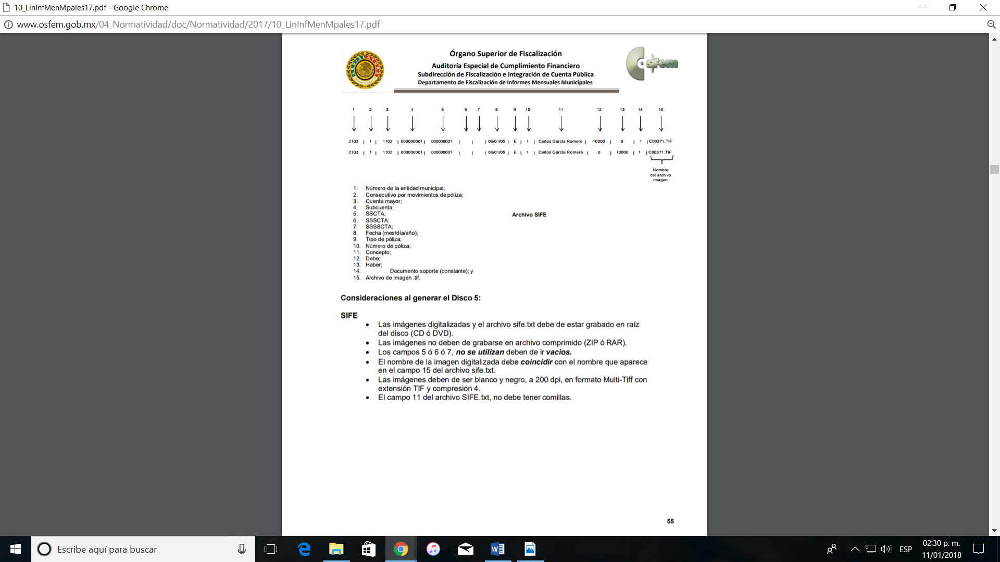 10_LinInfMenMpales17.pdf - Google Chrome
www.osfem.gob.mx/04_Normatividad/doc/Normatividad/2017/10_LinInfMenMpales17.pdf
Órgano Superior de Fiscalización
Auditoría Especial de Cumplimiento Financiero
Subdirección de Fiscalización e Integración de Cuenta Pública
Departamento de Fiscalización de Informes Mensuales Municipales
LEGISLATURA
ESTADO DE MÉXICO
Osfem
1 2 3 4 5 6 7 8 9 10 11 12 13 14 15
2103 | 1 | 1102 | 000000001 | 000000001 | | | 06/01/05 | E | 1 | Carlos García Romero | 10000 | 0 | 1 | C00371.TIF
2103 | 1 | 1102 | 000000001 | 000000001 | | | 06/01/05 | E | 1 | Carlos García Romero | 0 | 10000 | 1 | C00371.TIF
Nombre
del archivo
imagen
1. Número de la entidad municipal;
2. Consecutivo por movimientos de póliza;
3. Cuenta mayor;
4. Subcuenta;
5. SSCTA;
6. SSSCTA;
7. SSSSCTA;
8. Fecha (mes/día/año);
9. Tipo de póliza;
10. Número de póliza;
11. Concepto;
12. Debe;
13. Haber;
14. Documento soporte (constante); y
15. Archivo de imagen .tif.
Archivo SIFE
Consideraciones al generar el Disco 5:
SIFE
• Las imágenes digitalizadas y el archivo sife.txt debe de estar grabado en raíz
del disco (CD ó DVD).
• Las imágenes no deben de grabarse en archivo comprimido (ZIP ó RAR).
• Los campos 5 ó 6 ó 7, no se utilizan deben de ir vacios.
• El nombre de la imagen digitalizada debe coincidir con el nombre que aparece
en el campo 15 del archivo sife.txt.
• Las imágenes deben de ser blanco y negro, a 200 dpi, en formato Multi-Tiff con
extensión TIF y compresión 4.
• El campo 11 del archivo SIFE.txt, no debe tener comillas.
55
Escribe aquí para buscar
ESP
02:30 p. m.
11/01/2018